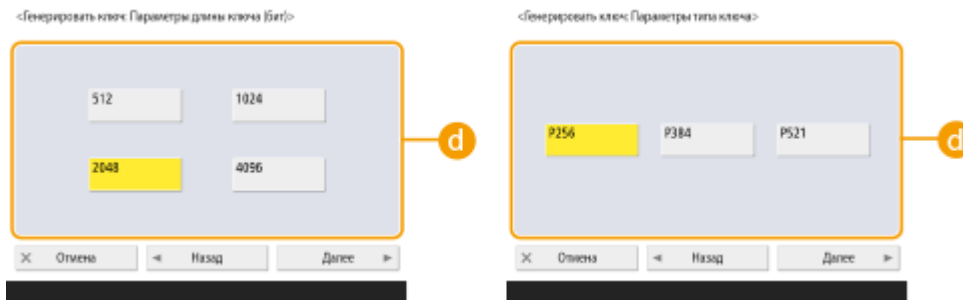 <Генерировать ключ: Параметры длины ключа (бит)>
512
1024
2048
4096
d
Отмена
Назад
Далее
<Генерировать ключ: Параметры типа ключа>
P256
P384
P521
d
Отмена
Назад
Далее